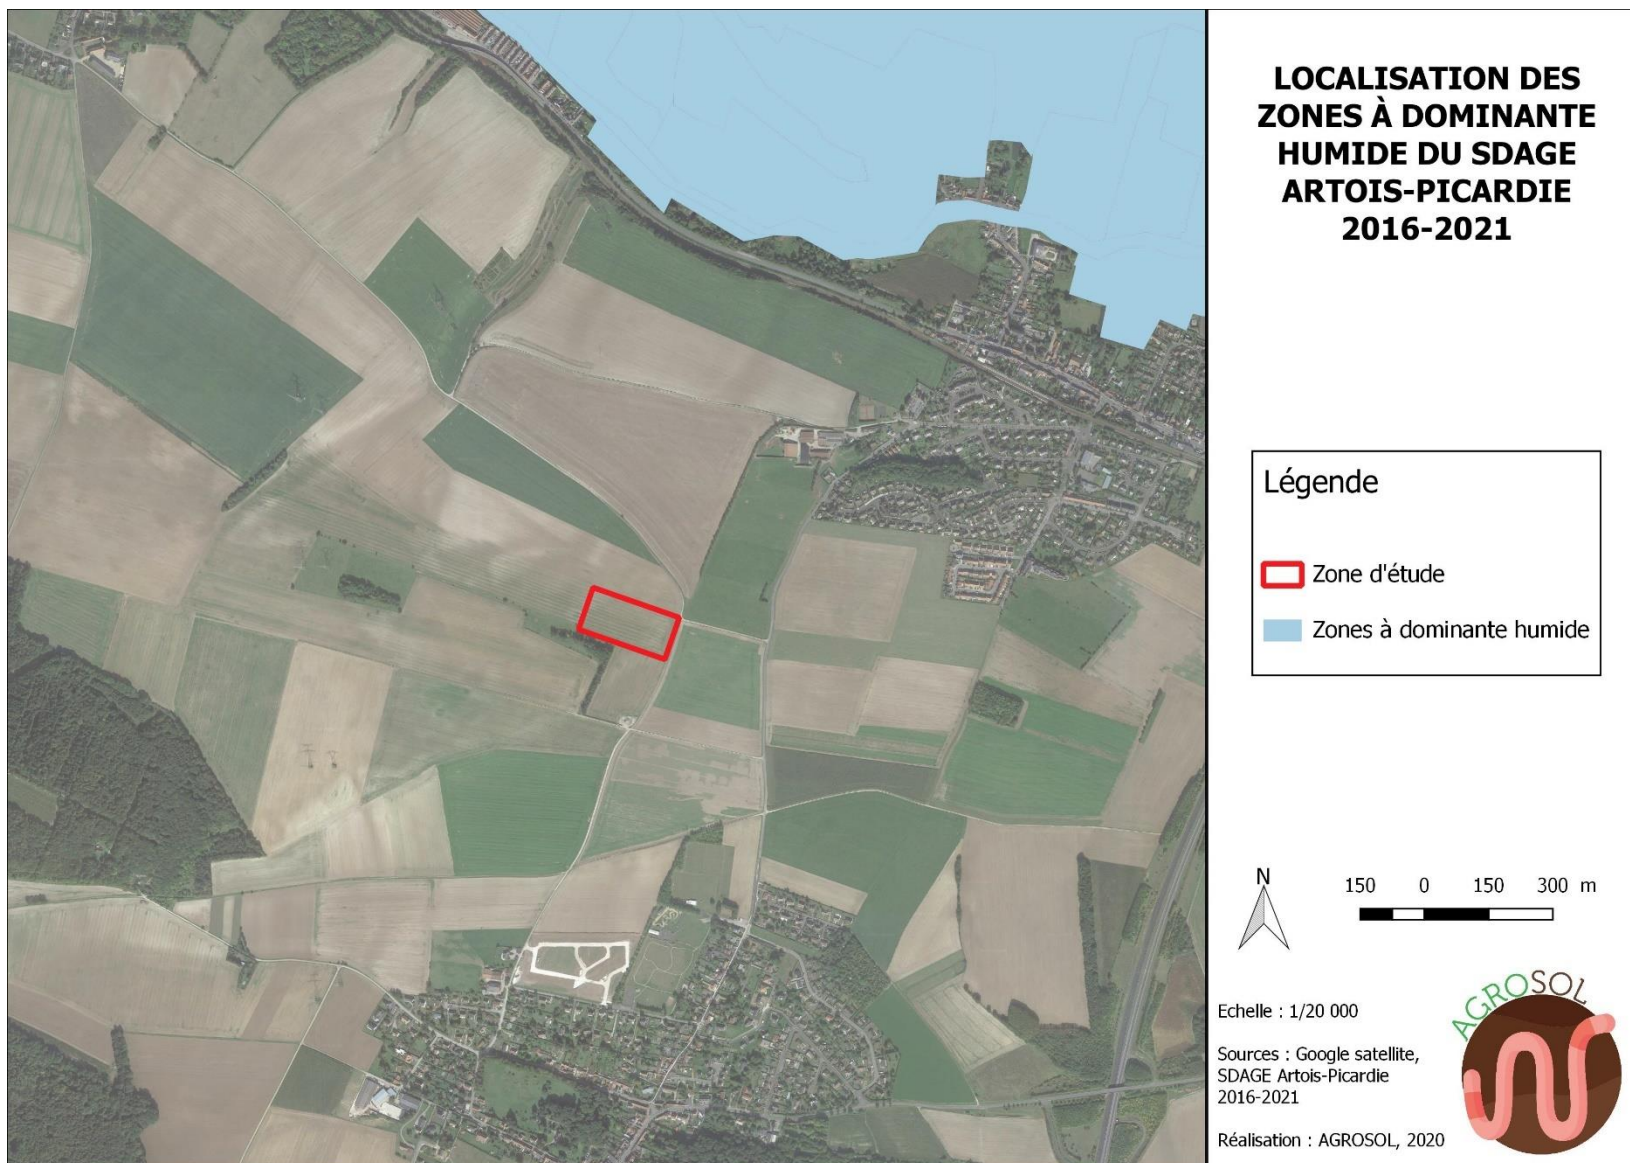 LOCALISATION DES
ZONES À DOMINANTE
HUMIDE DU SDAGE
ARTOIS-PICARDIE
2016-2021
Légende
Zone d'étude
Zones à dominante humide
N
150 0 150 300 m
Echelle : 1/20 000
Sources : Google satellite,
SDAGE Artois-Picardie
2016-2021
Réalisation : AGROSOL, 2020
AGROSOL